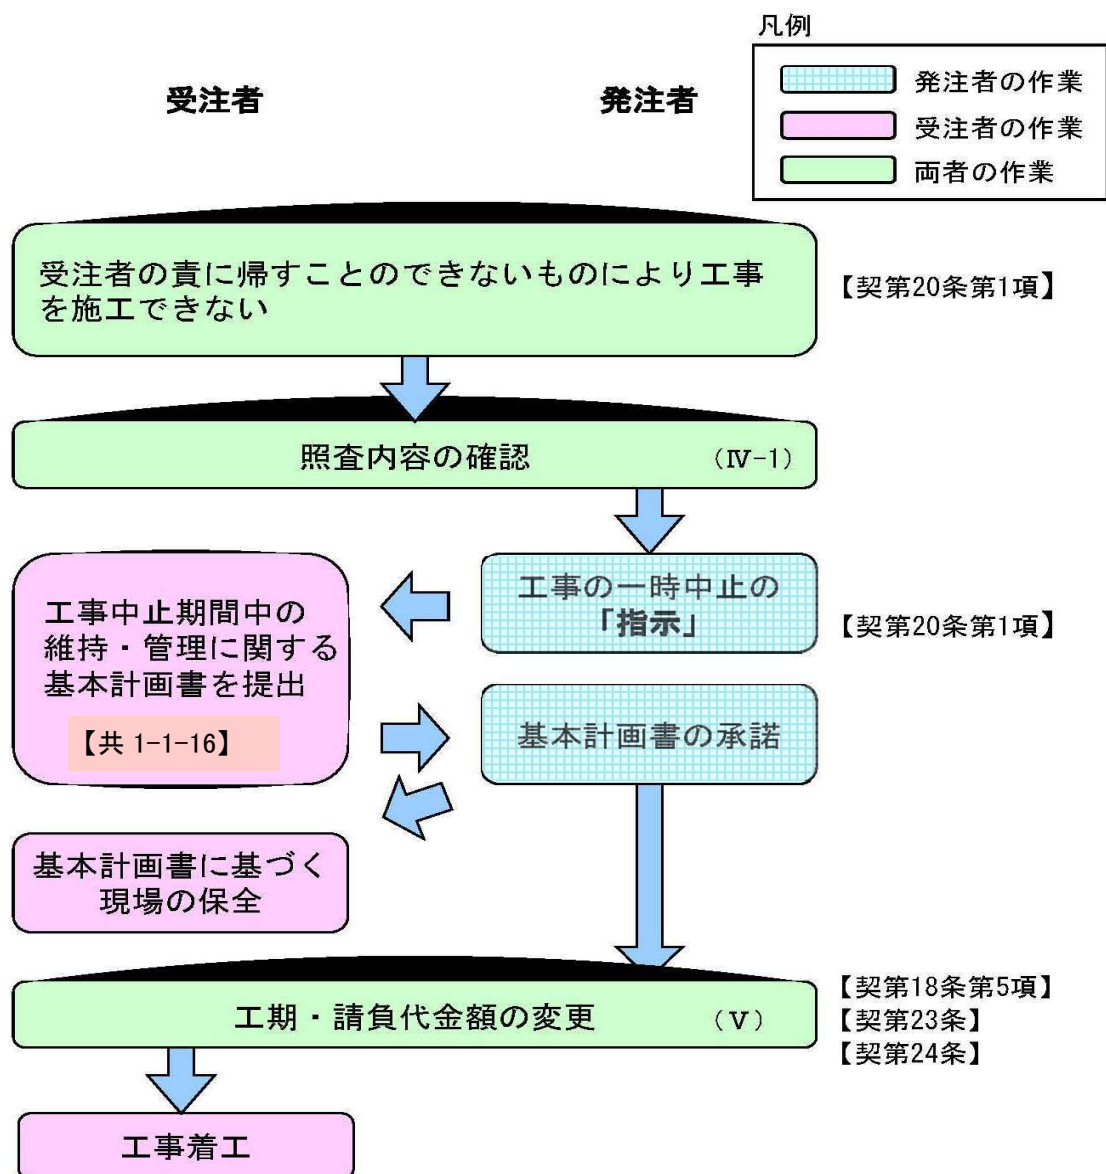 凡例
発注者の作業
受注者の作業
両者の作業
受注者
発注者
受注者の責に帰すことのできないものにより工事
を施工できない
【契第20条第1項】
照査内容の確認
（Ⅳ-1）
工事の一時中止の
「指示」
【契第20条第1項】
工事中止期間中の
維持・管理に関する
基本計画書を提出
【共 1-1-16】
基本計画書の承諾
基本計画書に基づく
現場の保全
工期・請負代金額の変更
（Ⅴ）
【契第18条第5項】
【契第23条】
【契第24条】
工事着工